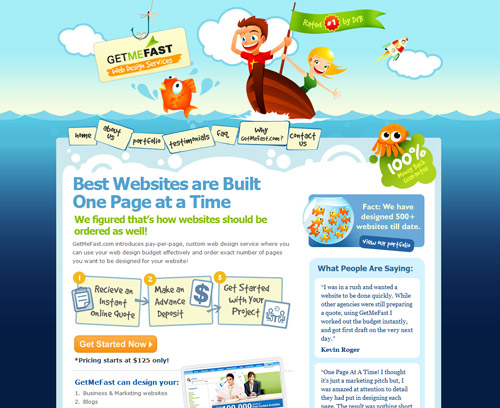 GETMEFAST
Web Design Services
Rated #1 by DIB
home
about us
portfolio
testimonials
faq
Why GetMeFast.com?
contact us
100%
Money Back
Guarantee
Best Websites are Built
One Page at a Time
We figured that's how websites should be
ordered as well!
GetMeFast.com introduces pay-per-page, custom web design service where you
can use your web design budget effectively and order exact number of pages
you want to be designed for your website!
1
Recieve an
Instant
Online Quote
2
Make an
Advance
Deposit
3
Get Started
with Your
Project
Get Started Now
*Pricing starts at $125 only!
GetMeFast can design your:
1. Business & Marketing websites
2. Blogs
Fact: We have
designed 500+
websites till date.
View our portfolio
What People Are Saying:
"I was in a rush and wasted a
website to be done quickly. While
other agencies were still preparing
a quote, using GetMeFast I
worked out the budget instantly,
and got first draft on the very
next day."
Kevin Roger
"One Page At A Time! I thought
it's just a marketing pitch but, I
was amazed at attention to detail
they had put in designing each
page. The result was nothing short